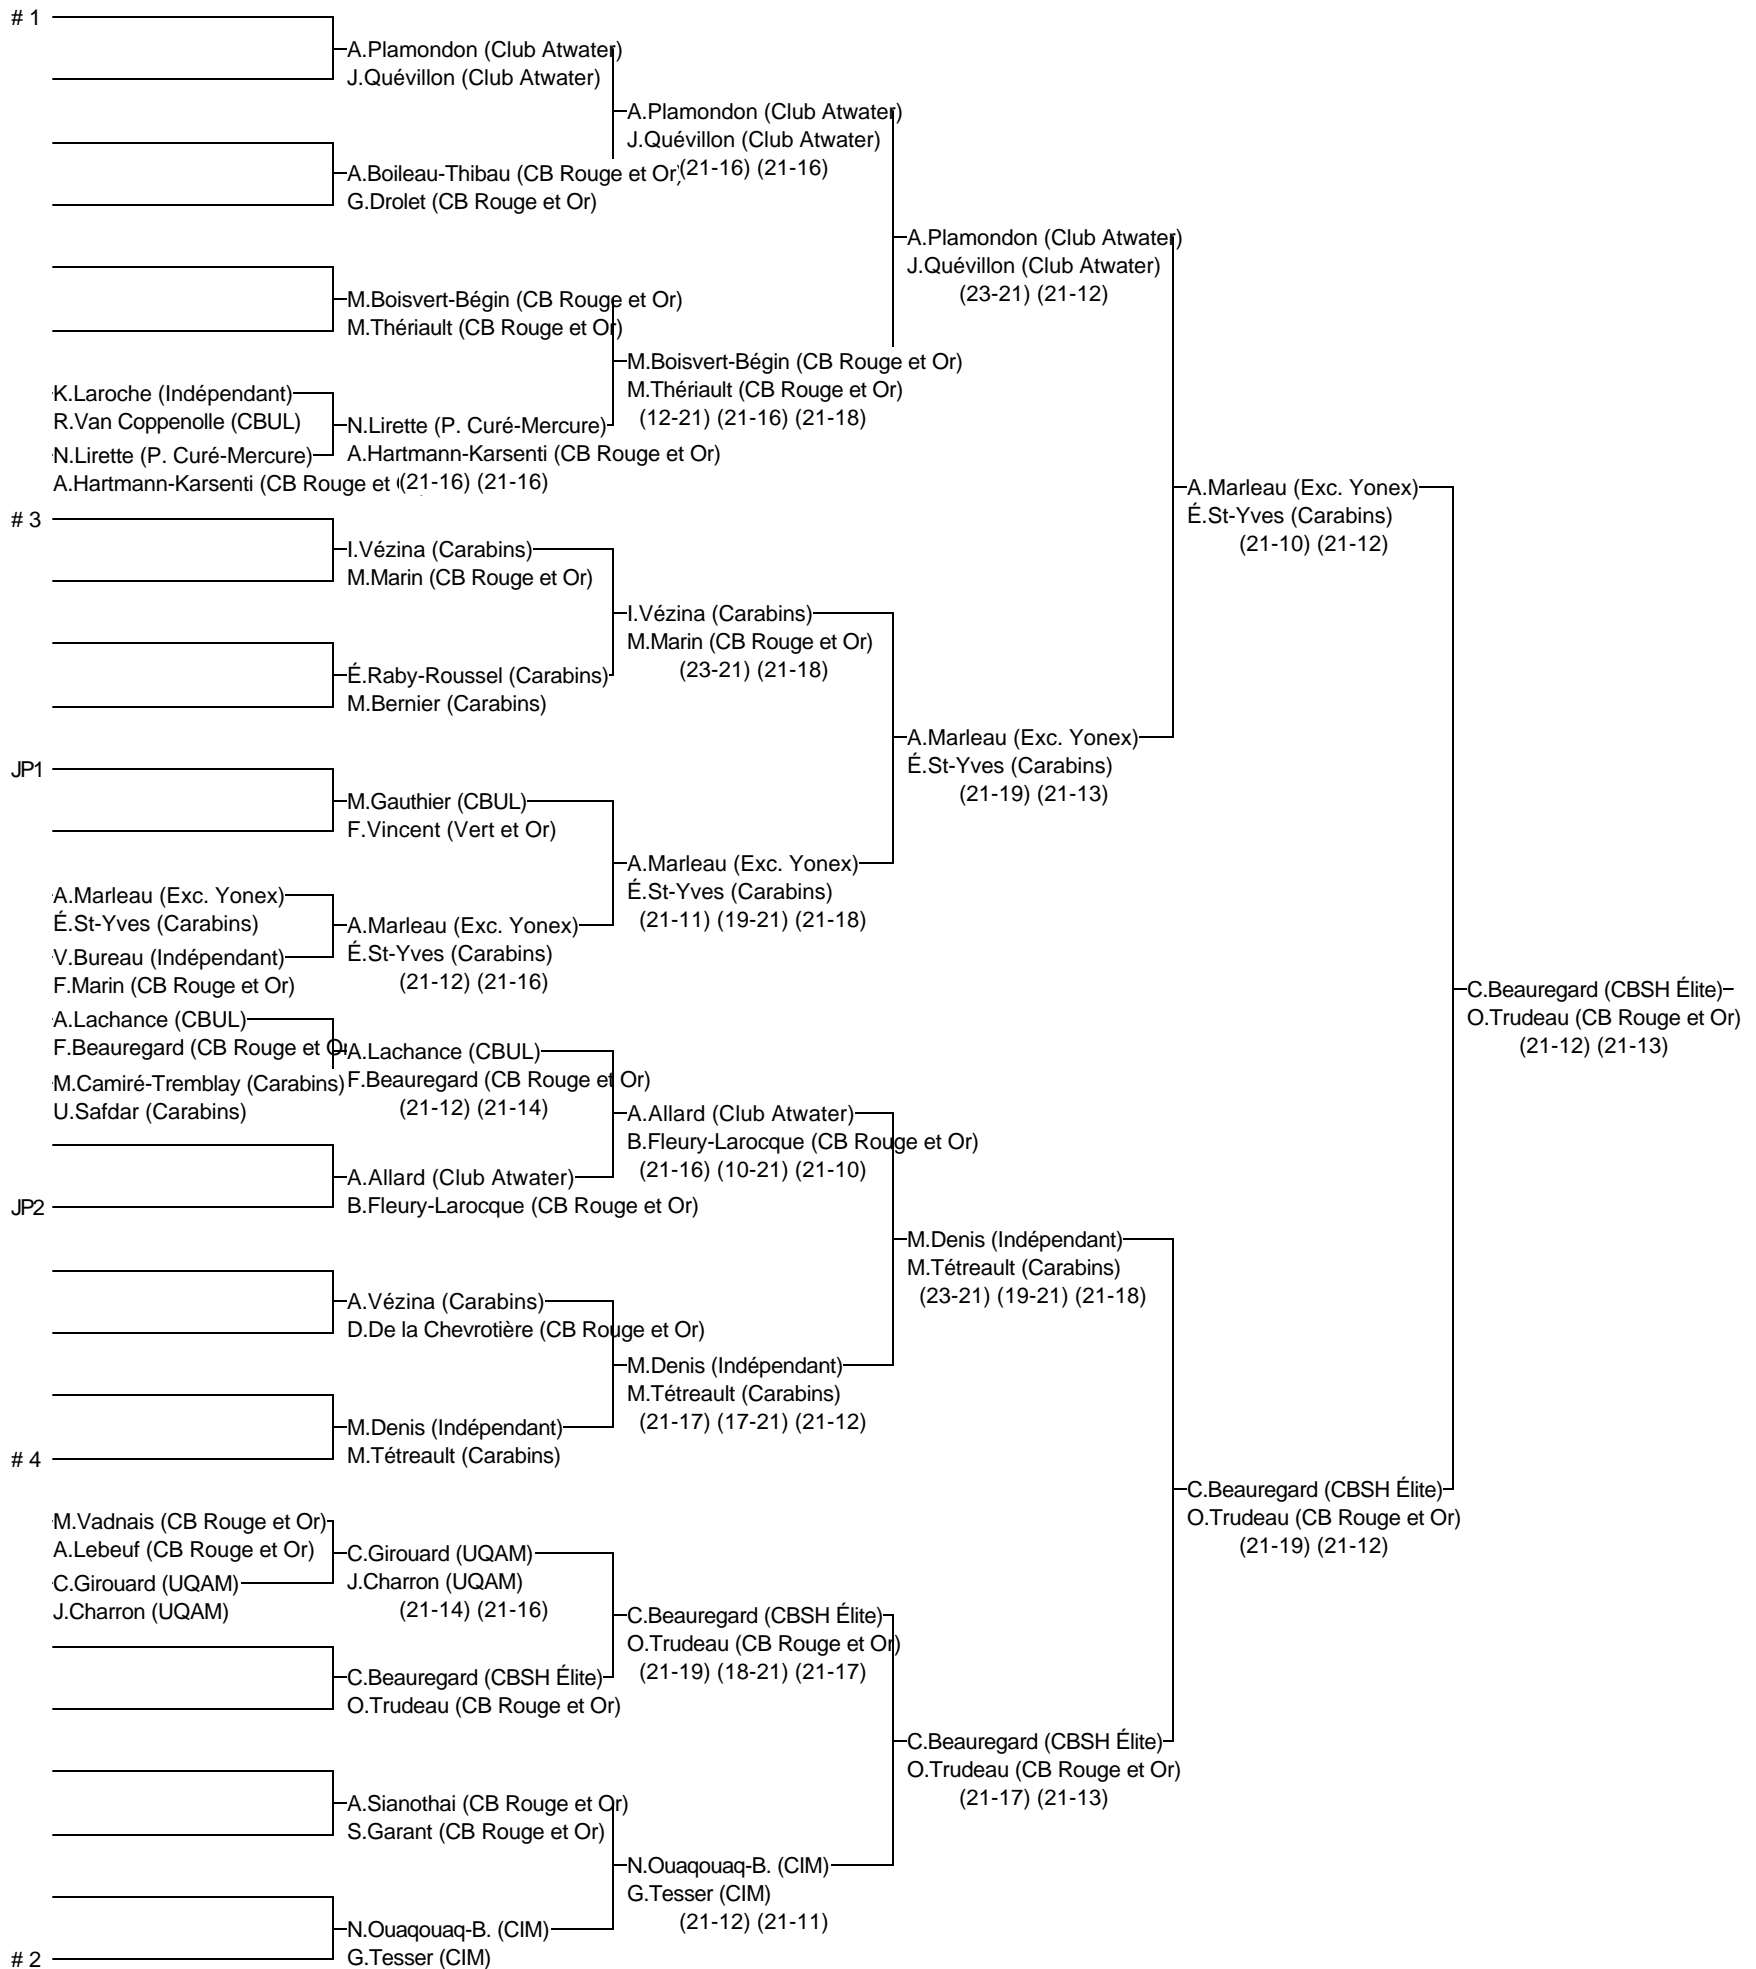 # 1
A.Plamondon (Club Atwater)
J.Quévillon (Club Atwater)
A.Plamondon (Club Atwater)
J.Quévillon (Club Atwater)
(21-16) (21-16)
A.Boileau-Thibau (CB Rouge et Or)
G.Drolet (CB Rouge et Or)
A.Plamondon (Club Atwater)
J.Quévillon (Club Atwater)
(23-21) (21-12)
M.Boisvert-Bégin (CB Rouge et Or)
M.Thériault (CB Rouge et Or)
M.Boisvert-Bégin (CB Rouge et Or)
M.Thériault (CB Rouge et Or)
(12-21) (21-16) (21-18)
K.Laroche (Indépendant)
R.Van Coppenolle (CBUL)
N.Lirette (P. Curé-Mercure)
A.Hartmann-Karsenti (CB Rouge et Or)
(21-16) (21-16)
N.Lirette (P. Curé-Mercure)
A.Hartmann-Karsenti (CB Rouge et
A.Marleau (Exc. Yonex)
É.St-Yves (Carabins)
(21-10) (21-12)
# 3
I.Vézina (Carabins)
M.Marin (CB Rouge et Or)
I.Vézina (Carabins)
M.Marin (CB Rouge et Or)
(23-21) (21-18)
É.Raby-Roussel (Carabins)
M.Bernier (Carabins)
A.Marleau (Exc. Yonex)
É.St-Yves (Carabins)
(21-19) (21-13)
JP1
M.Gauthier (CBUL)
F.Vincent (Vert et Or)
A.Marleau (Exc. Yonex)
É.St-Yves (Carabins)
(21-11) (19-21) (21-18)
A.Marleau (Exc. Yonex)
É.St-Yves (Carabins)
A.Marleau (Exc. Yonex)
É.St-Yves (Carabins)
(21-12) (21-16)
V.Bureau (Indépendant)
F.Marin (CB Rouge et Or)
C.Beauregard (CBSH Élite)
O.Trudeau (CB Rouge et Or)
(21-12) (21-13)
A.Lachance (CBUL)
F.Beauregard (CB Rouge et Or
A.Lachance (CBUL)
F.Beauregard (CB Rouge et Or)
(21-12) (21-14)
M.Camiré-Tremblay (Carabins)
U.Safdar (Carabins)
A.Allard (Club Atwater)
B.Fleury-Larocque (CB Rouge et Or)
(21-16) (10-21) (21-10)
A.Allard (Club Atwater)
B.Fleury-Larocque (CB Rouge et Or)
JP2
M.Denis (Indépendant)
M.Tétreault (Carabins)
(23-21) (19-21) (21-18)
A.Vézina (Carabins)
D.De la Chevrotière (CB Rouge et Or)
M.Denis (Indépendant)
M.Tétreault (Carabins)
(21-17) (17-21) (21-12)
M.Denis (Indépendant)
M.Tétreault (Carabins)
# 4
C.Beauregard (CBSH Élite)
O.Trudeau (CB Rouge et Or)
(21-19) (21-12)
M.Vadnais (CB Rouge et Or)
A.Lebeuf (CB Rouge et Or)
C.Girouard (UQAM)
J.Charron (UQAM)
(21-14) (21-16)
C.Girouard (UQAM)
J.Charron (UQAM)
C.Beauregard (CBSH Élite)
O.Trudeau (CB Rouge et Or)
(21-19) (18-21) (21-17)
C.Beauregard (CBSH Élite)
O.Trudeau (CB Rouge et Or)
C.Beauregard (CBSH Élite)
O.Trudeau (CB Rouge et Or)
(21-17) (21-13)
A.Sianothai (CB Rouge et Or)
S.Garant (CB Rouge et Or)
N.Ouaqouaq-B. (CIM)
G.Tesser (CIM)
(21-12) (21-11)
N.Ouaqouaq-B. (CIM)
G.Tesser (CIM)
# 2